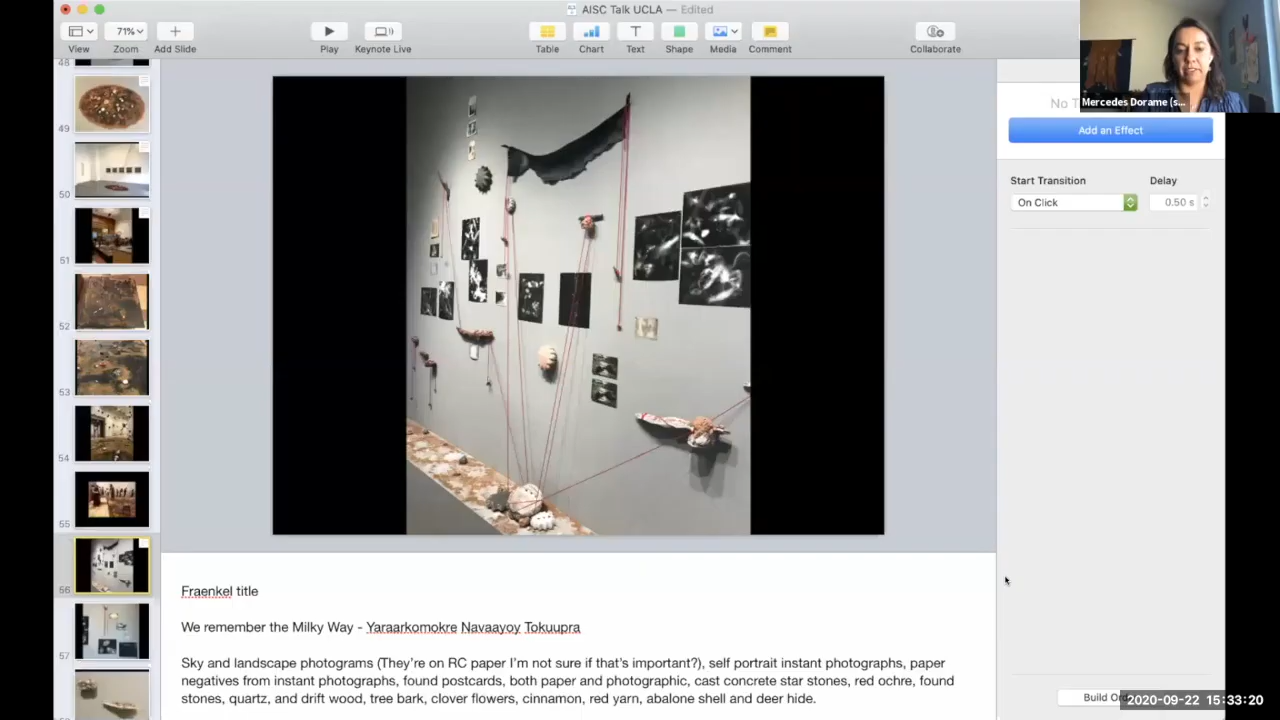 AISC Talk UCLA — Edited
71%
View
Zoom
Add Slide
Play
Keynote Live
Table
Chart
Text
Shape
Media
Comment
Collaborate
Mercedes Dorame (s...
No T
Add an Effect
Start Transition
Delay
On Click
0.50 s
48
49
50
51
52
53
54
55
56
57
Fraenkel title
We remember the Milky Way - Yaraarkomokre Navaayoy Tokuupra
Sky and landscape photograms (They're on RC paper I'm not sure if that's important?), self portrait instant photographs, paper
negatives from instant photographs, found postcards, both paper and photographic, cast concrete star stones, red ochre, found
stones, quartz, and drift wood, tree bark, clover flowers, cinnamon, red yarn, abalone shell and deer hide.
Build Ord
2020-09-22 15:33:20